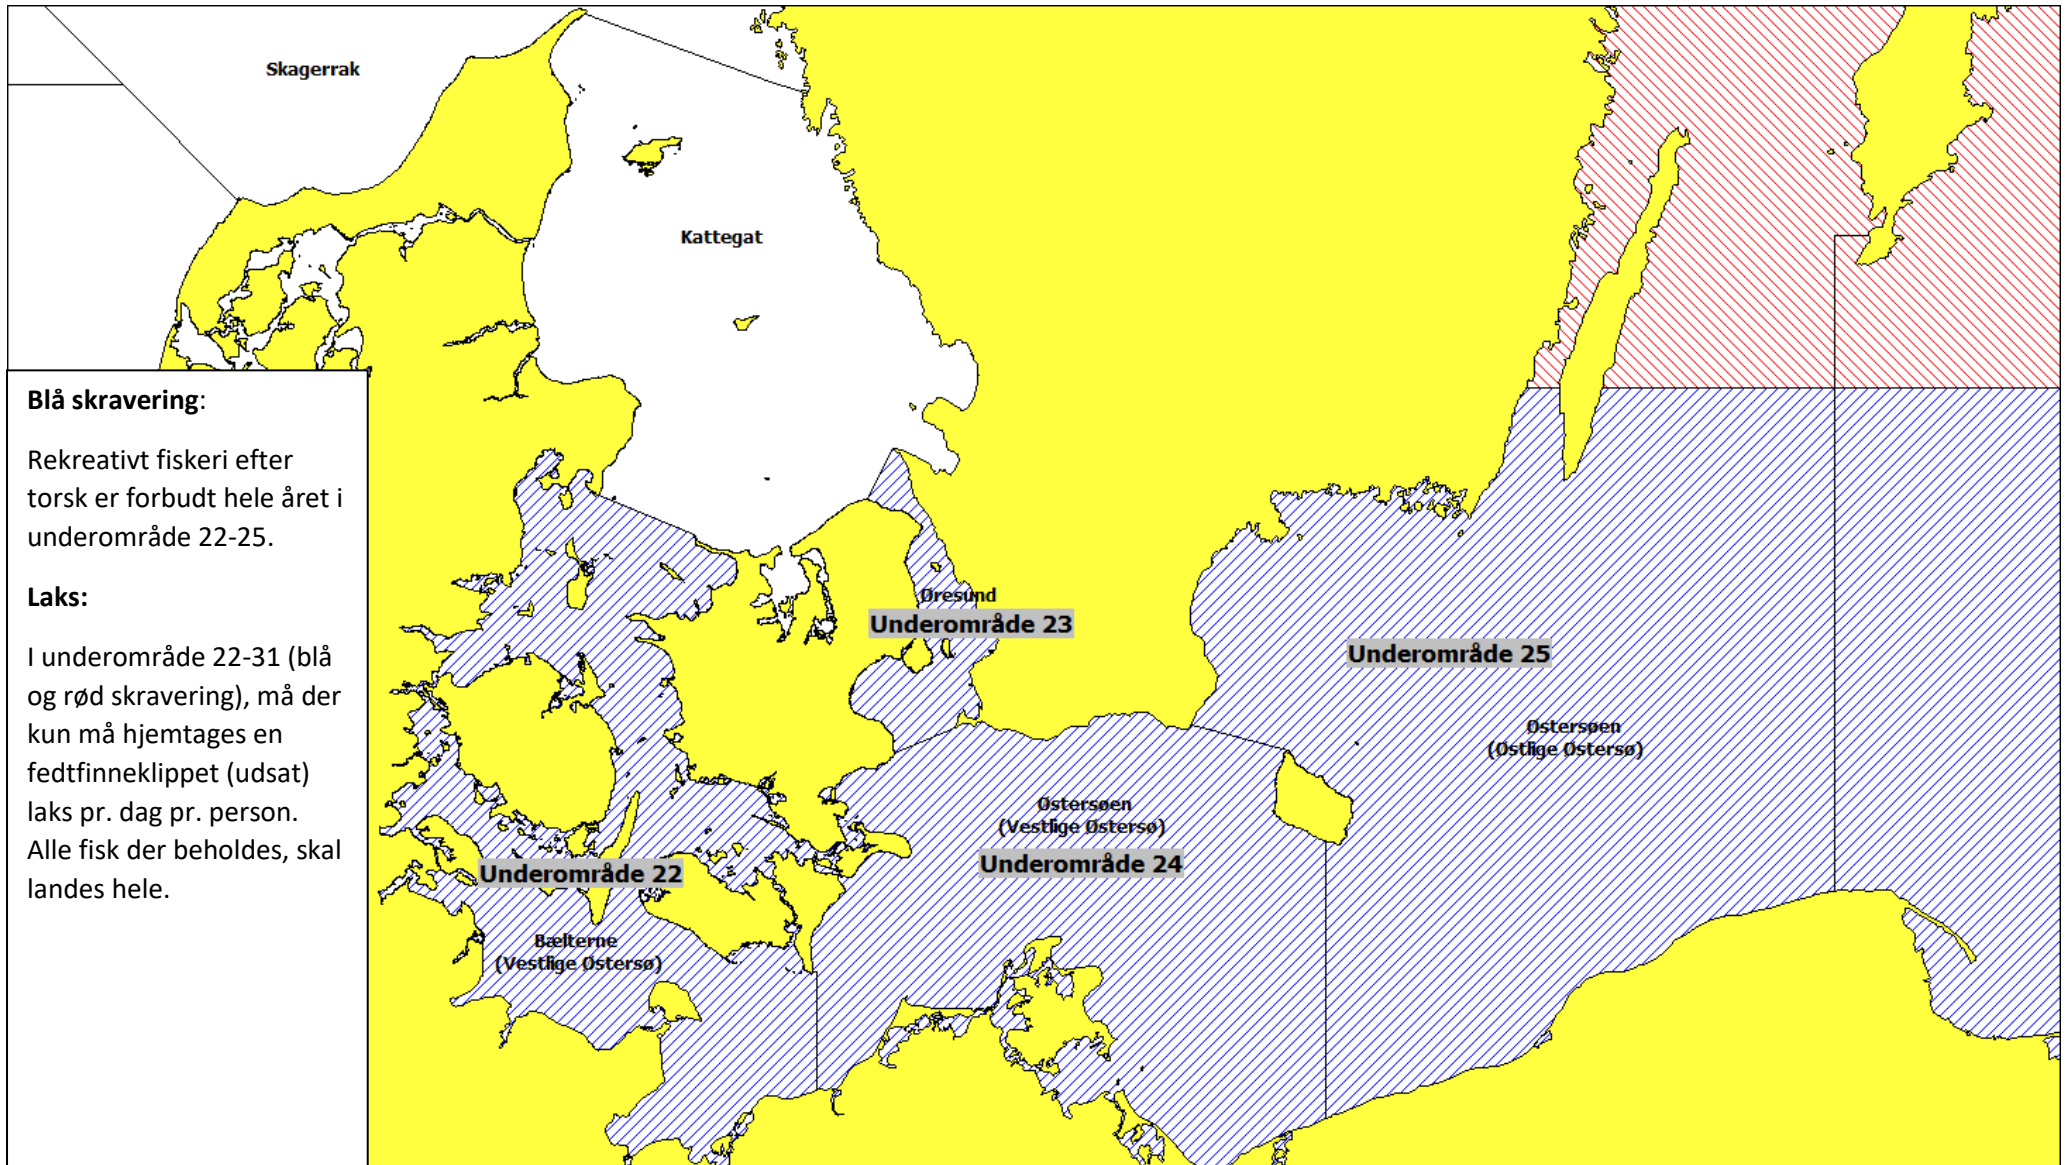 Skagerrak
Kattegat
Blå skravering:
Rekreativt fiskeri efter
torsk er forbudt hele året i
underområde 22-25.
Laks:
I underområde 22-31 (blå
og rød skravering), må der
kun må hjemtages en
fedtfinneklippet (udsat)
laks pr. dag pr. person.
Alle fisk der beholdes, skal
landes hele.
Øresund
Underområde 23
Underområde 25
Østersøen
(Østlige Østersø)
Østersøen
(Vestlige Østersø)
Underområde 24
Underområde 22
Bælterne
(Vestlige Østersø)